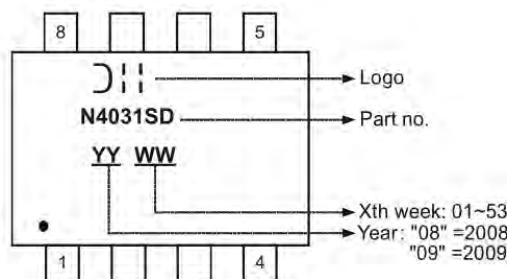 8 5
Logo
N4031SD Part no.
YY WW
Xth week: 01~53
Year: "08" =2008
"09" =2009
1 4